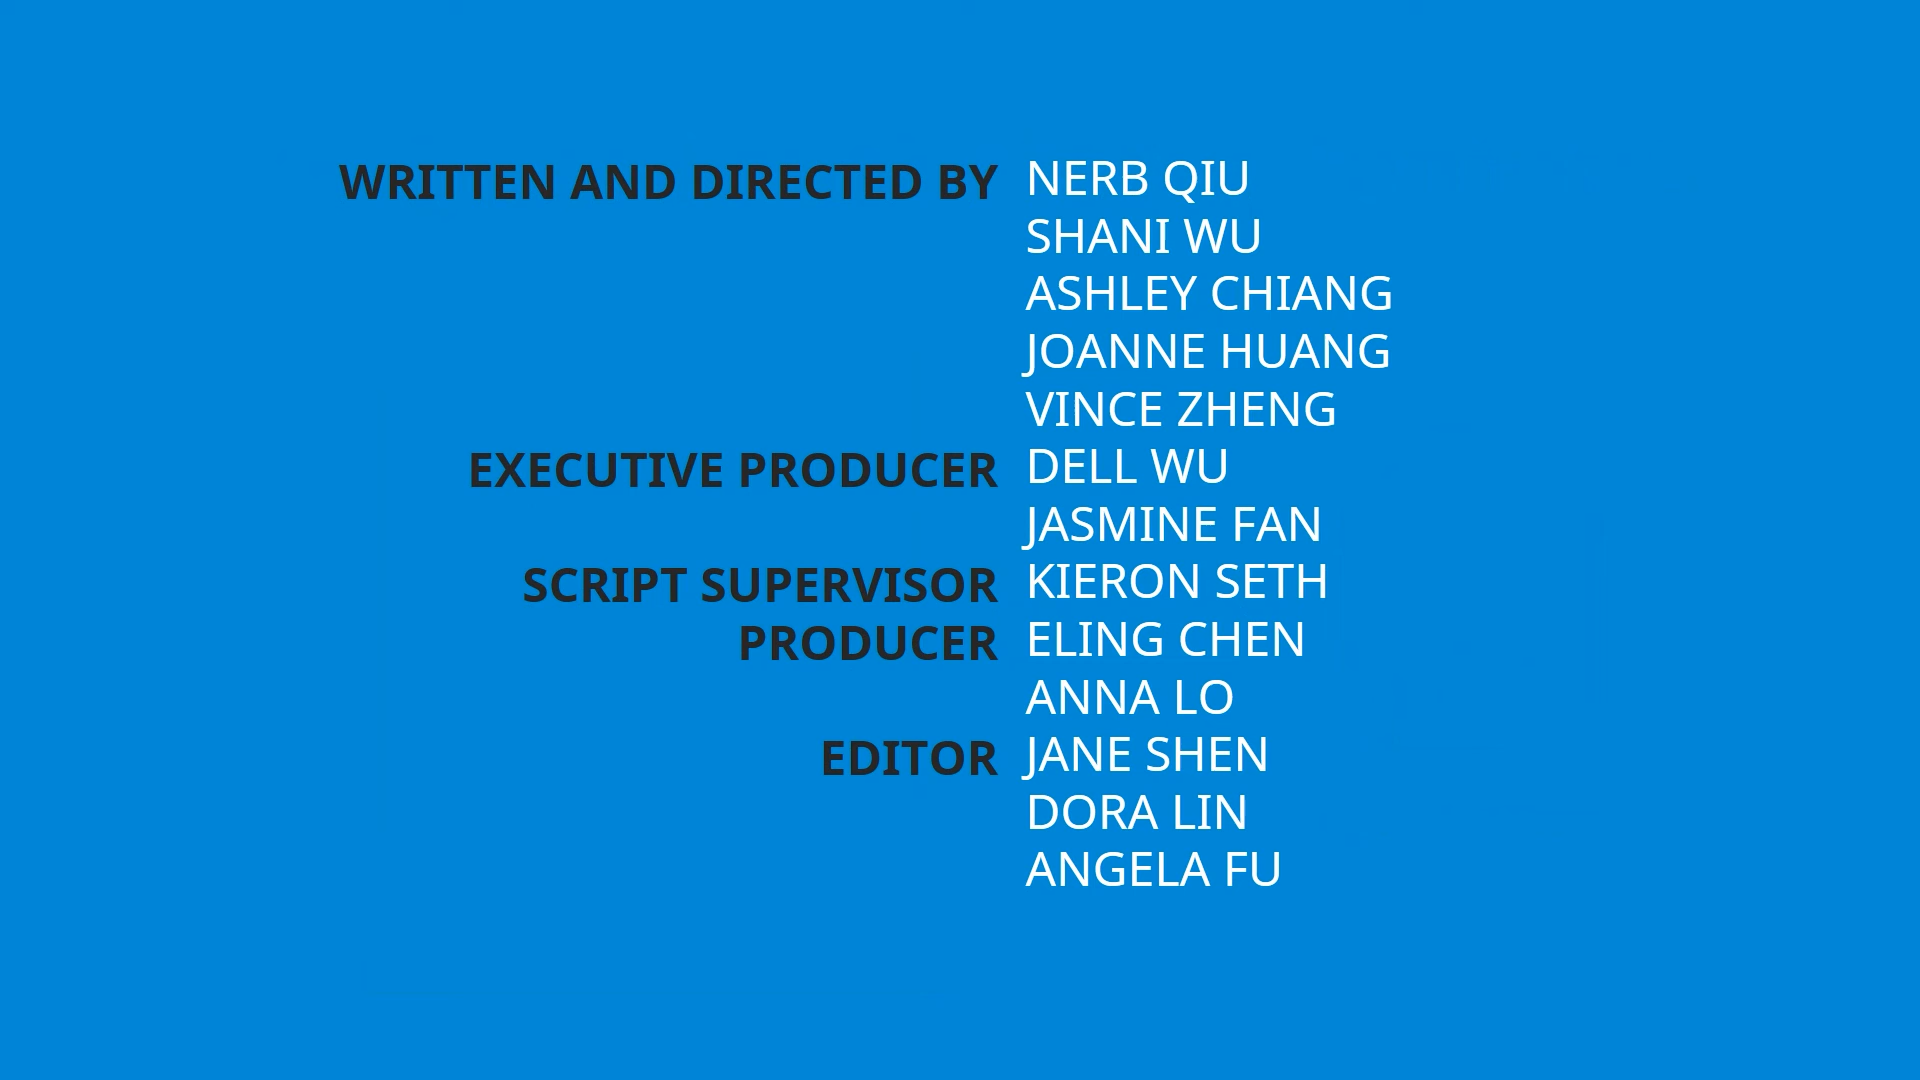 WRITTEN AND DIRECTED BY NERB QIU
SHANI WU
ASHLEY CHIANG
JOANNE HUANG
VINCE ZHENG
EXECUTIVE PRODUCER DELL WU
JASMINE FAN
SCRIPT SUPERVISOR KIERON SETH
PRODUCER ELING CHEN
ANNA LO
EDITOR JANE SHEN
DORA LIN
ANGELA FU